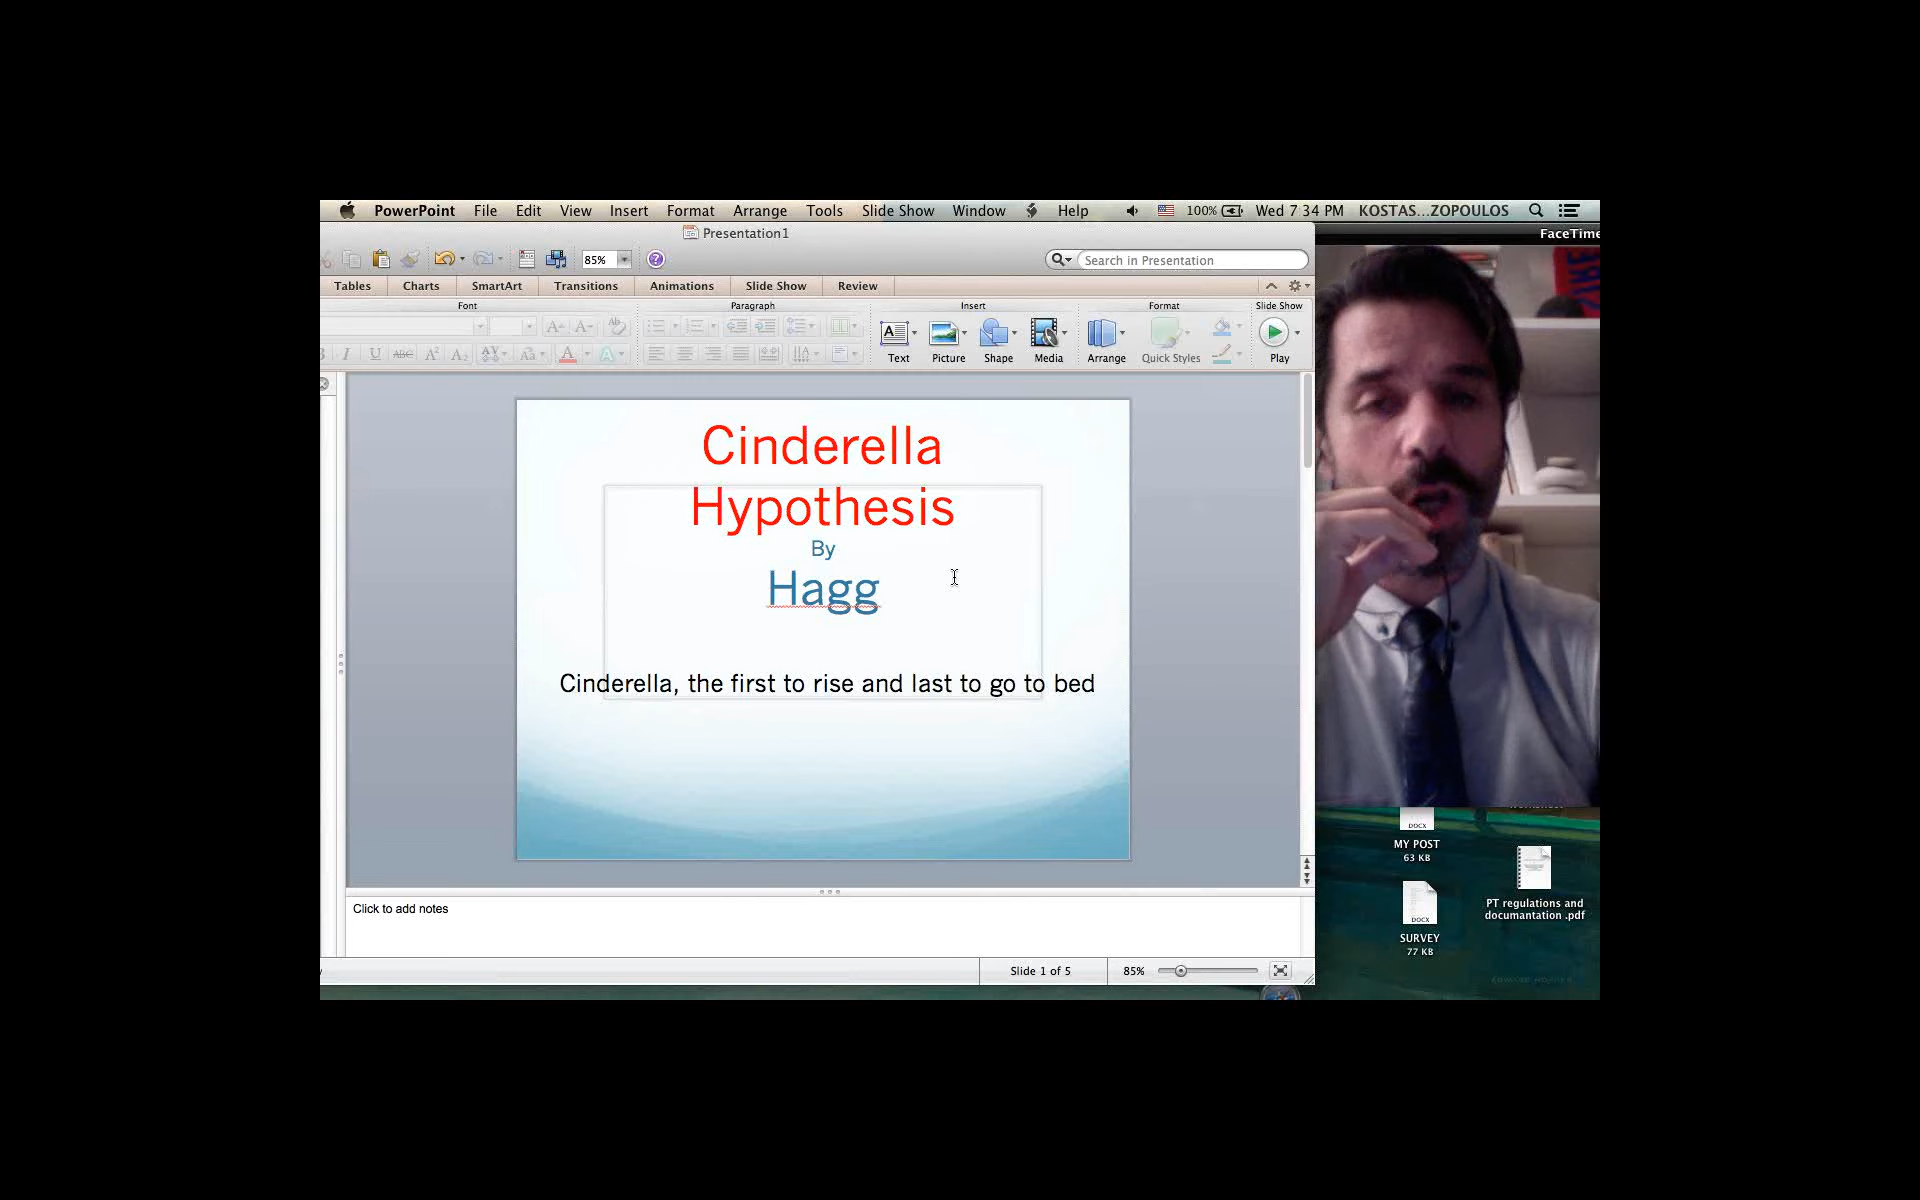 PowerPoint File Edit View Insert Format Arrange Tools Slide Show Window Help 100% Wed 7:34 PM KOSTAS...ZOPOULOS
Presentation1
FaceTime
85%
Search in Presentation
Tables Charts SmartArt Transitions Animations Slide Show Review
Font Paragraph Insert Format Slide Show
Text Picture Shape Media Arrange Quick Styles Play
Cinderella
Hypothesis
By
Hagg
Cinderella, the first to rise and last to go to bed
DOCX
MY POST
63 KB
PT regulations and
documantation .pdf
DOCX
SURVEY
77 KB
Click to add notes
Slide 1 of 5 85%